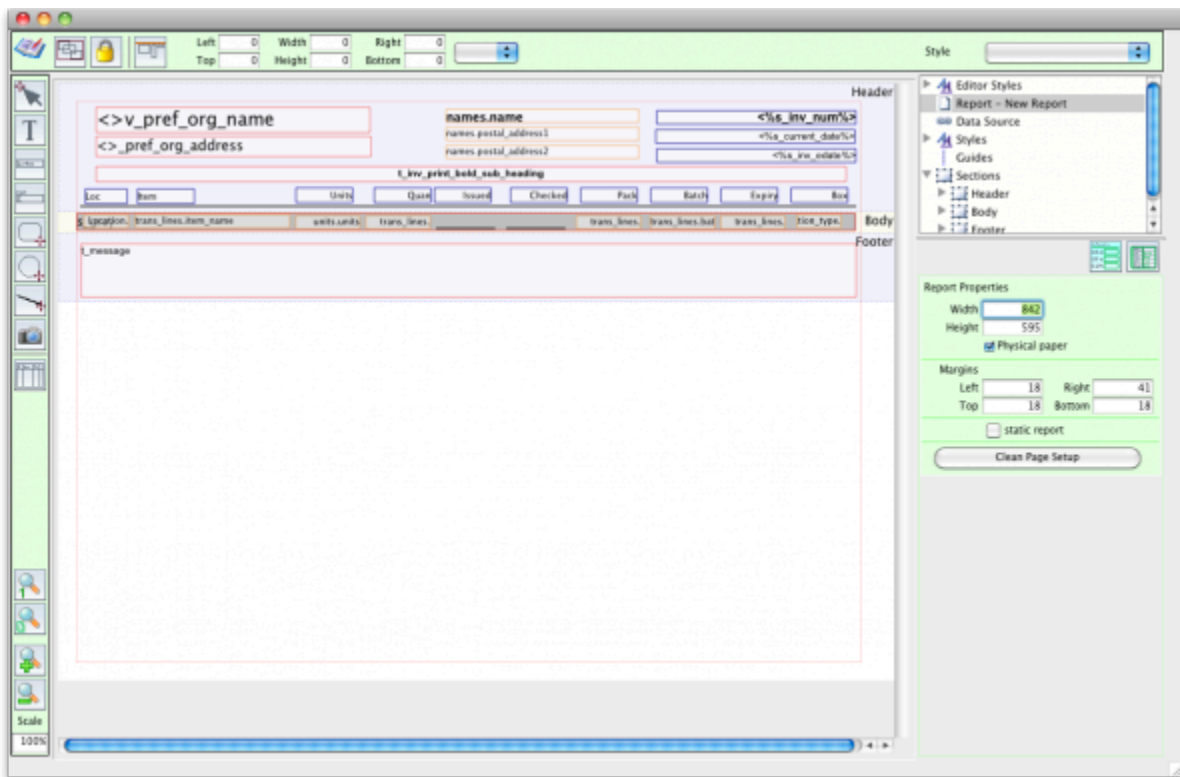 Left 0 Width 0 Right 0
Top 0 Height 0 Bottom 0
Style
Header
<>v_pref_org_name
<>v_pref_org_address
names.name
names.postal_address1
names.postal_address2
<%s_inv_num%>
<%s_current_date%>
t_inv_print_bold_sub_heading
Loc Item Units Quan Issued Checked Pack Batch Expiry Box
trans_lines.item_name units.units trans_lines. trans_lines. trans_lines.bat trans_lines. tion_type.
Body
Footer
t_message
T
Scale
100%
Editor Styles
Report - New Report
Data Source
Styles
Guides
Sections
Header
Body
Footer
Report Properties
Width 842
Height 595
Physical paper
Margins
Left 18 Right 41
Top 18 Bottom 18
static report
Clean Page Setup